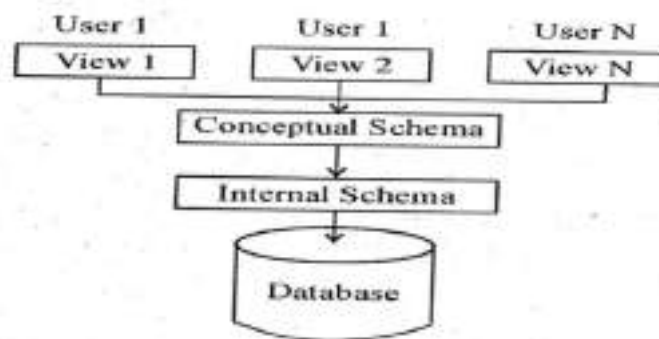 User 1 User 1 User N
View 1 View 2 View N
Conceptual Schema
Internal Schema
Database